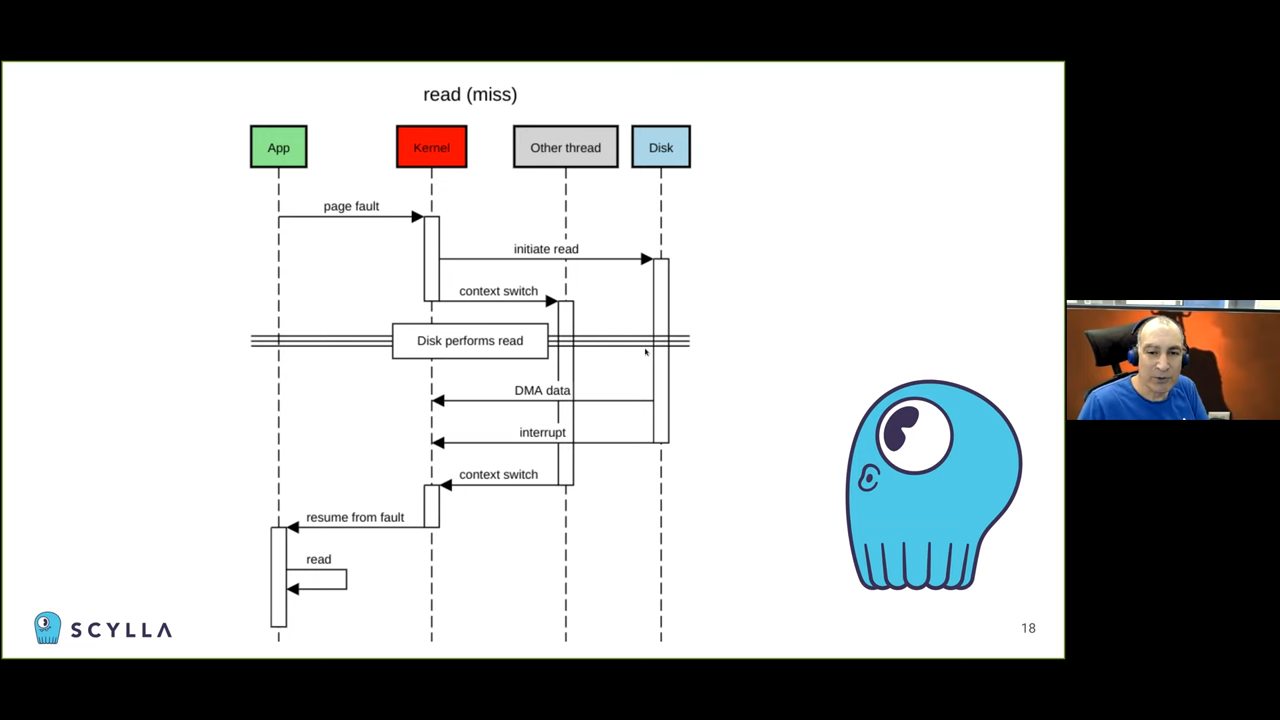 read (miss)
App
Kernel
Other thread
Disk
page fault
initiate read
context switch
Disk performs read
DMA data
interrupt
context switch
resume from fault
read
SCYLLA
18